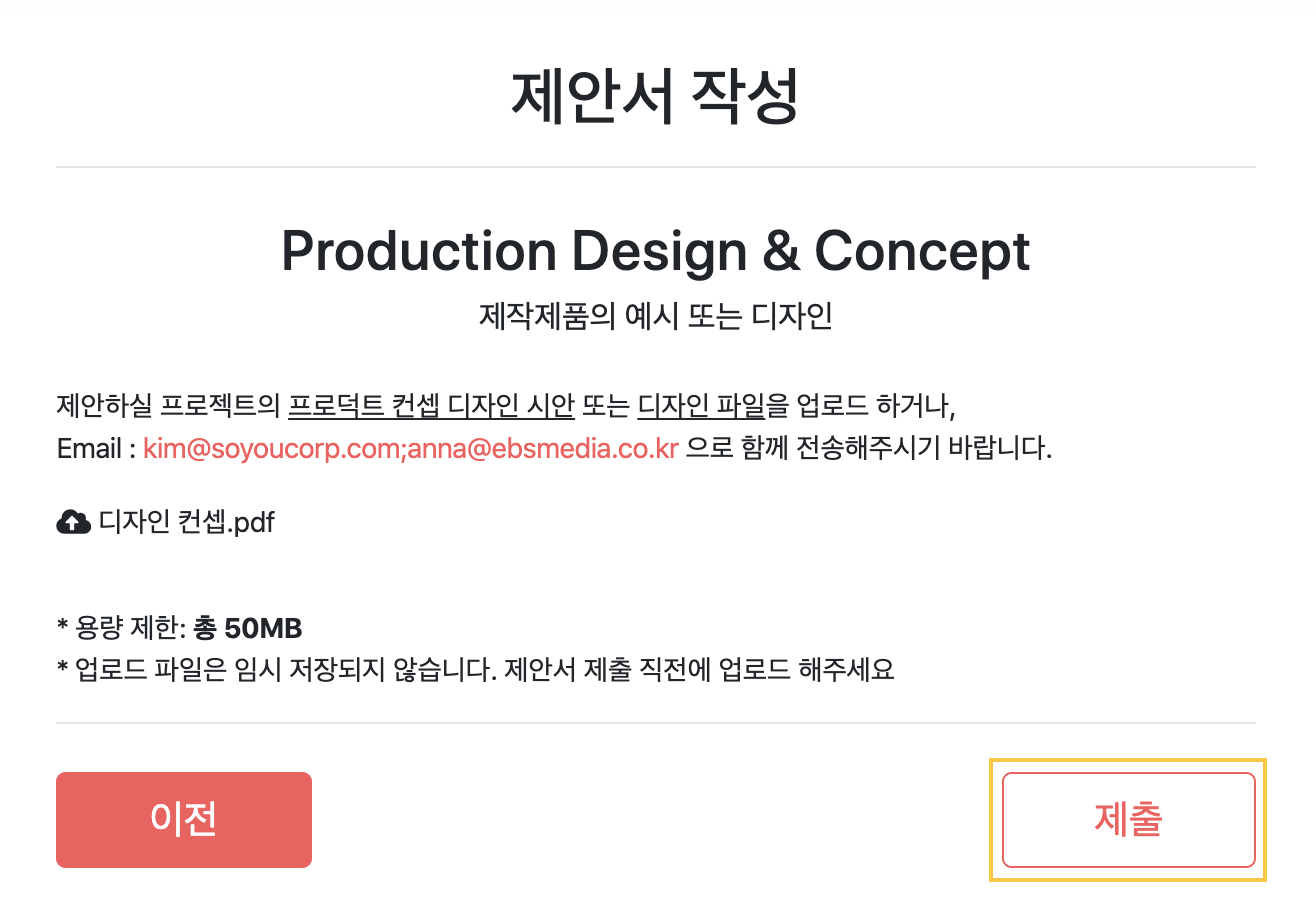 제안서 작성
Production Design & Concept
제작제품의 예시 또는 디자인
제안하실 프로젝트의 프로덕트 컨셉 디자인 시안 또는 디자인 파일을 업로드 하거나,
Email : kim@soyoucorp.com;anna@ebsmedia.co.kr 으로 함께 전송해주시기 바랍니다.
디자인 컨셉.pdf
* 용량 제한: 총 50MB
* 업로드 파일은 임시 저장되지 않습니다. 제안서 제출 직전에 업로드 해주세요
이전
제출